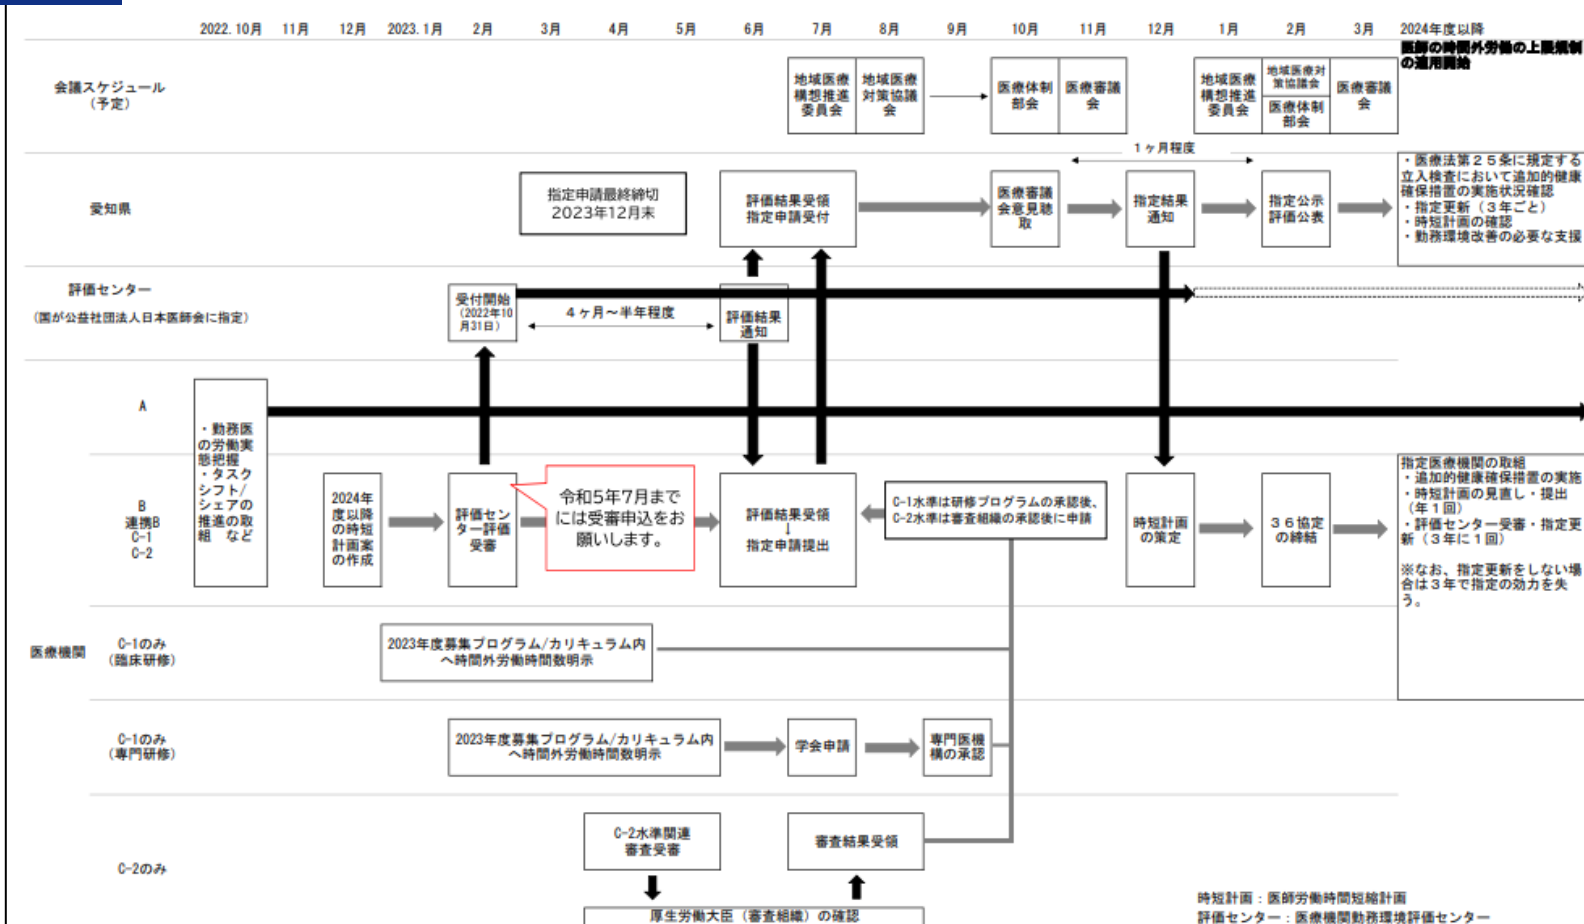 2022. 10月 11月 12月 2023. 1月 2月 3月 4月 5月 6月 7月 8月 9月 10月 11月 12月 1月 2月 3月 2024年度以降
医師の時間外労働の上限規制
の適用開始
会議スケジュール
（予定）
地域医療
構想推進
委員会
地域医療
対策協議
会
医療体制
部会
医療審議
会
地域医療
構想推進
委員会
地域医療対
策協議会
医療体制
部会
医療審議
会
愛知県
指定申請最終締切
2023年12月末
評価結果受領
指定申請受付
医療審議
会意見聴
取
1ヶ月程度
指定結果
通知
指定公示
評価公表
・医療法第２５条に規定する
立入検査において追加的健康
確保措置の実施状況確認
・指定更新（３年ごと）
・時短計画の確認
・勤務環境改善の必要な支援
評価センター
（国が公益社団法人日本医師会に指定）
受付開始
（2022年10
月31日）
４ヶ月～半年程度
評価結果
通知
医療機関
A
・勤務医
の労働実
態把握
・タスク
シフト/
シェアの
推進の取
組　など
B
連携B
C-1
C-2
2024年
度以降
の時短
計画案
の作成
評価セン
ター評価
受審
令和5年7月まで
には受審申込をお
願いします。
評価結果受領
↓
指定申請提出
C-1水準は研修プログラムの承認後、
C-2水準は審査組織の承認後に申請
時短計画
の策定
３６協定
の締結
指定医療機関の取組
・追加的健康確保措置の実施
・時短計画の見直し・提出
（年１回）
・評価センター受審・指定更
新（３年に１回）
※なお、指定更新をしない場
合は３年で指定の効力を失
う。
C-1のみ
（臨床研修）
2023年度募集プログラム/カリキュラム内
へ時間外労働時間数明示
C-1のみ
（専門研修）
2023年度募集プログラム/カリキュラム内
へ時間外労働時間数明示
学会申請
専門医機
構の承認
C-2のみ
C-2水準関連
審査受審
審査結果受領
厚生労働大臣（審査組織）の確認
時短計画：医師労働時間短縮計画
評価センター：医療機関勤務環境評価センター